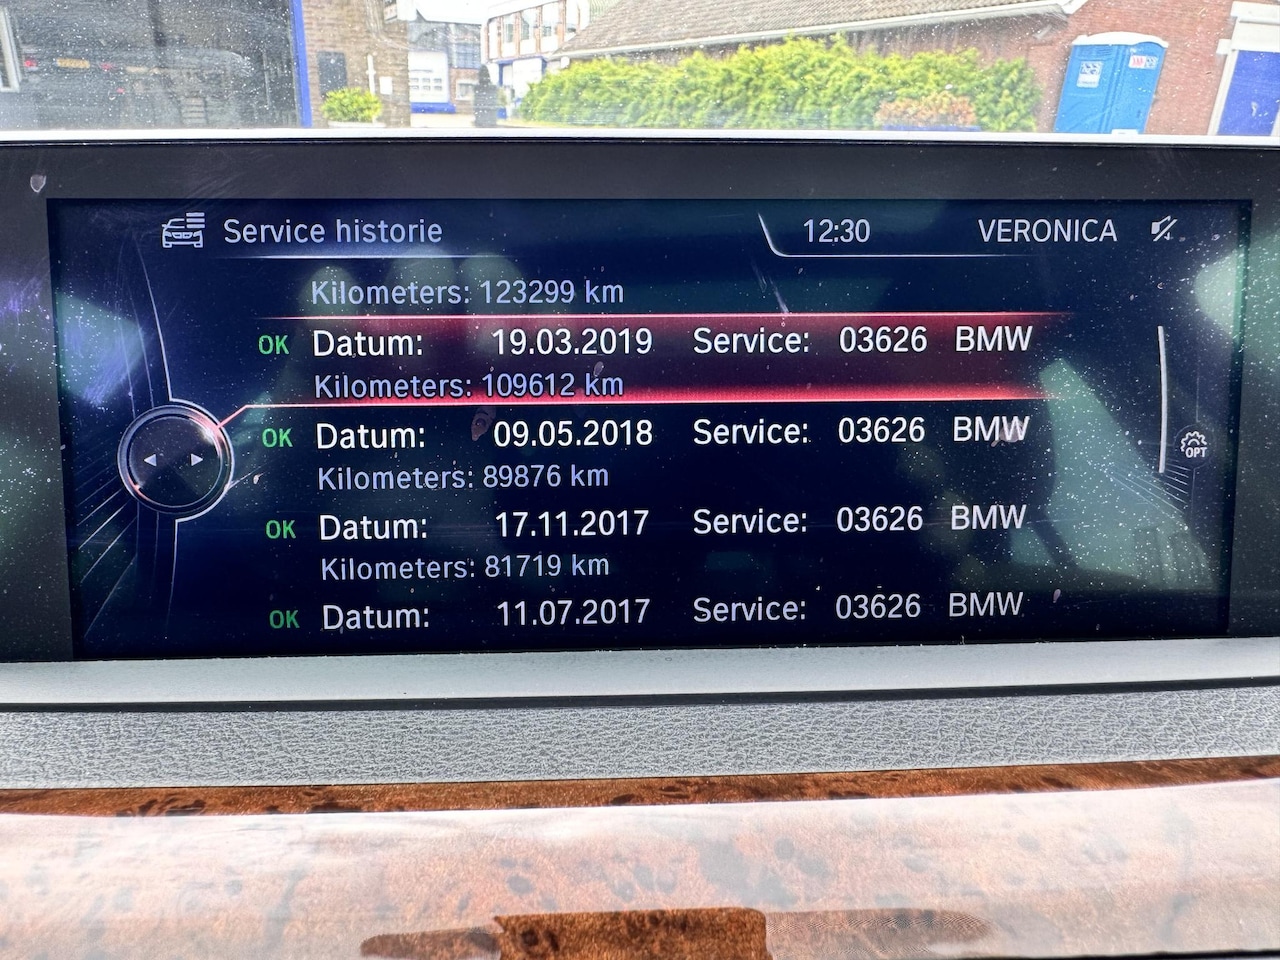 Service historie 12:30 VERONICA
Kilometers: 123299 km
OK Datum: 19.03.2019 Service: 03626 BMW
Kilometers: 109612 km
OK Datum: 09.05.2018 Service: 03626 BMW
Kilometers: 89876 km
OPT
OK Datum: 17.11.2017 Service: 03626 BMW
Kilometers: 81719 km
OK Datum: 11.07.2017 Service: 03626 BMW